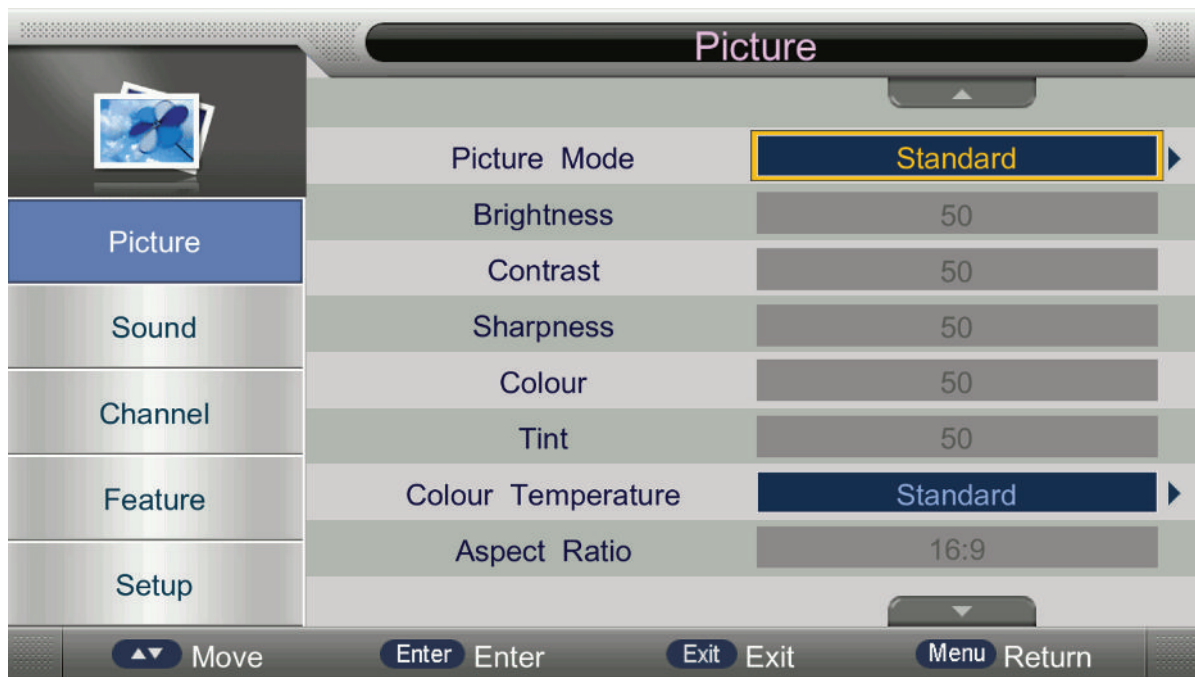 Picture
Picture Mode Standard
Brightness 50
Picture
Contrast 50
Sound
Sharpness 50
Colour 50
Channel
Tint 50
Feature
Colour Temperature Standard
Aspect Ratio 16:9
Setup
Move Enter Enter Exit Exit Menu Return